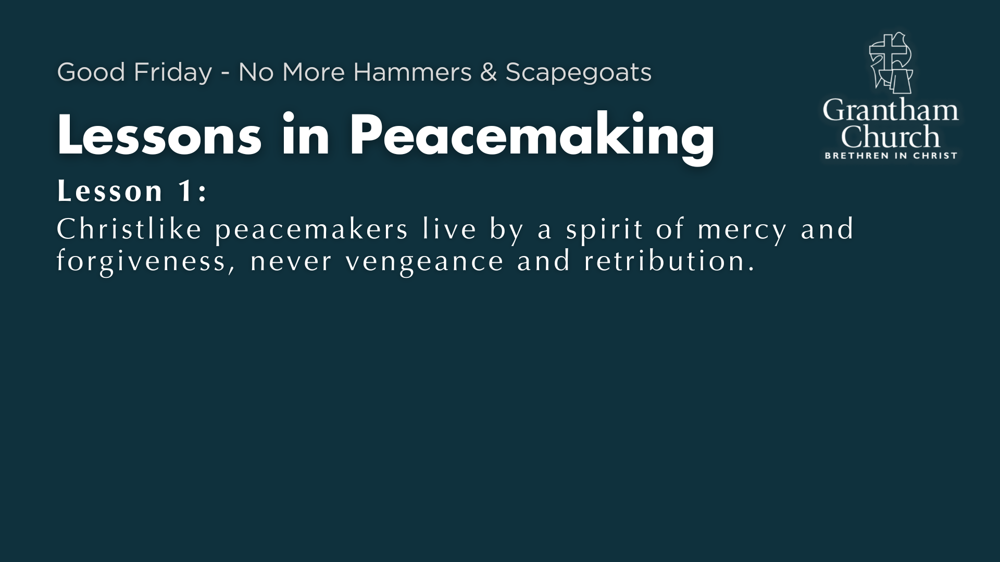 Good Friday - No More Hammers & Scapegoats
Lessons in Peacemaking
Lesson 1:
Christlike peacemakers live by a spirit of mercy and
forgiveness, never vengeance and retribution.
Grantham
Church
BRETHREN IN CHRIST